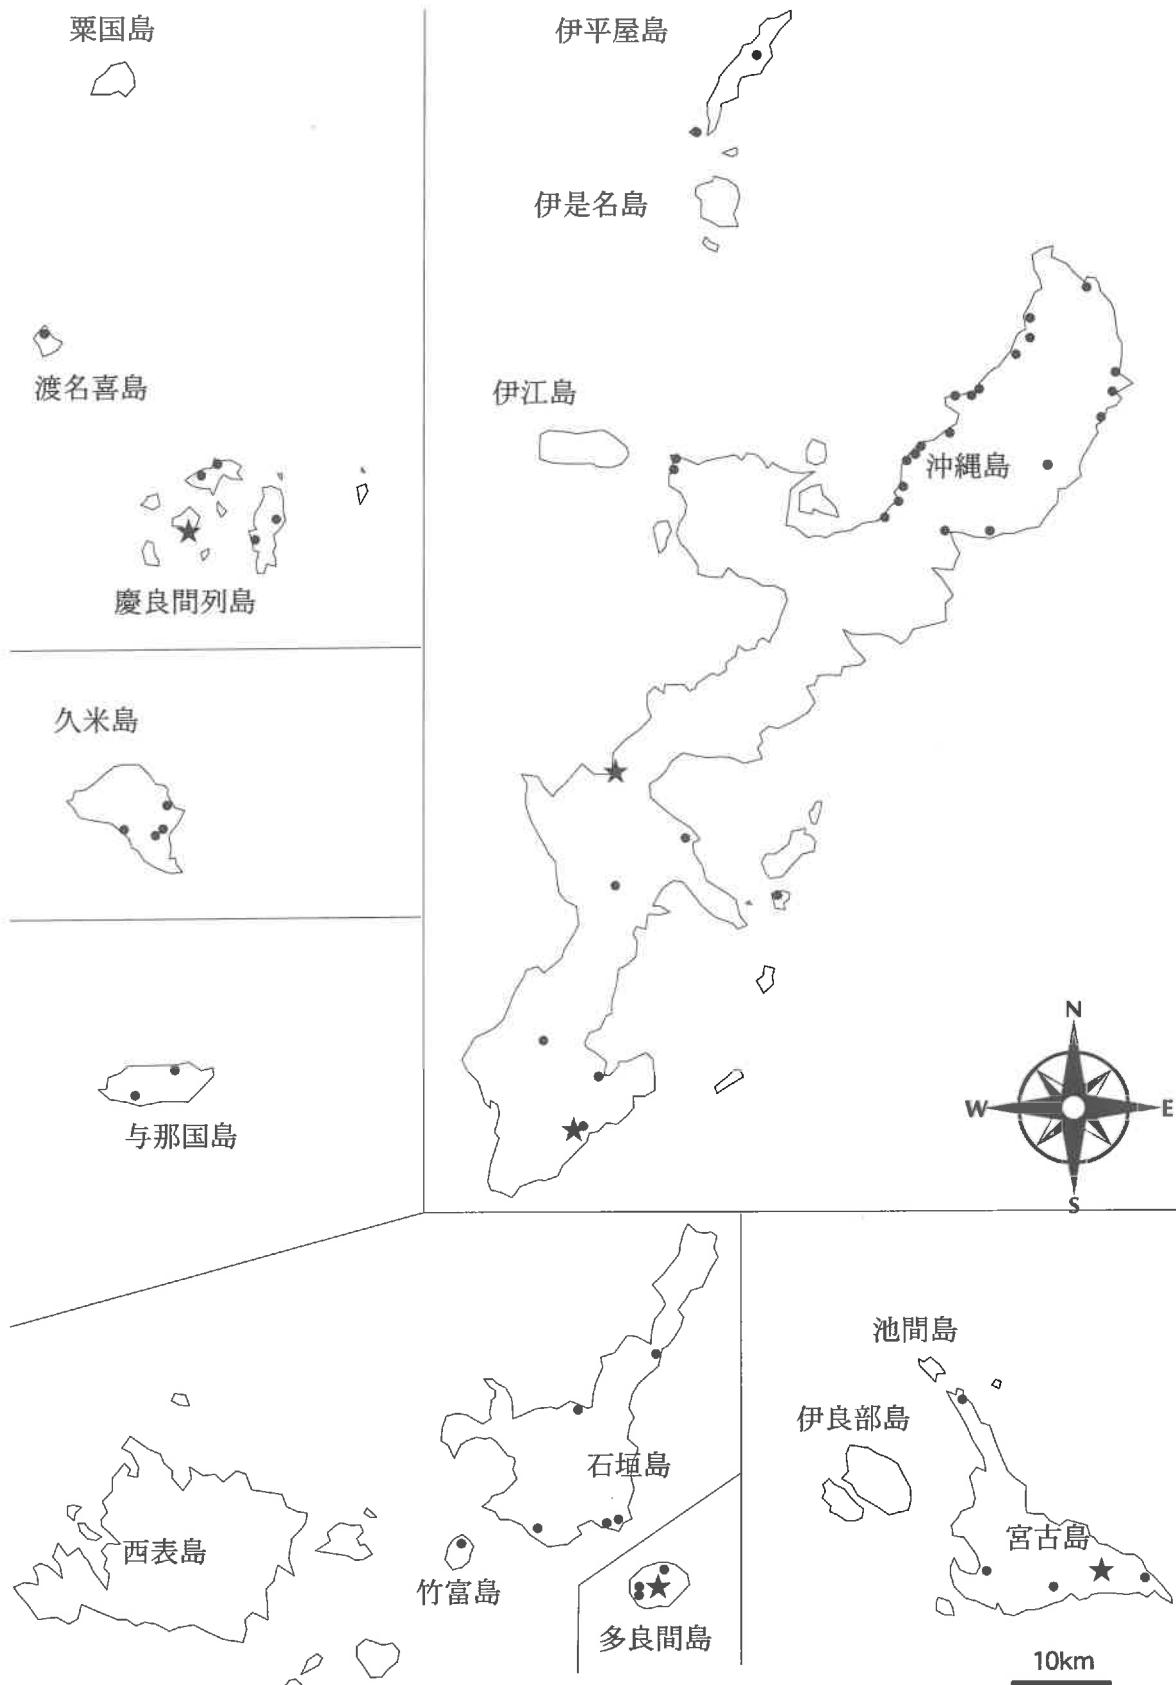 粟国島
伊平屋島
伊是名島
渡名喜島
伊江島
沖縄島
慶良間列島
久米島
N
W
E
S
与那国島
池間島
伊良部島
石垣島
宮古島
西表島
竹富島
多良間島
10km